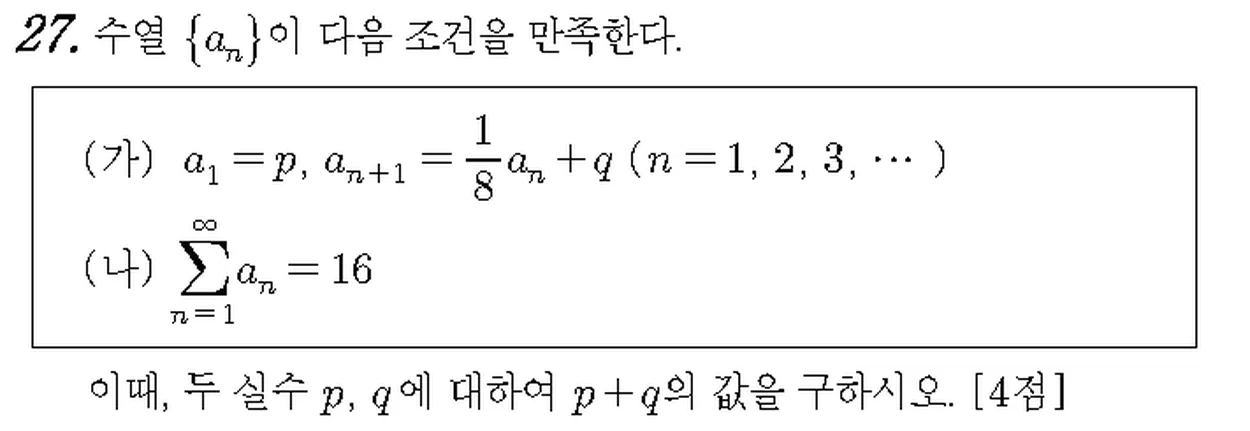 27. 수열 {aₙ}이 다음 조건을 만족한다.
(가) a₁ = p, aₙ₊₁ = 1/8 aₙ + q (n = 1, 2, 3, ⋯ )
(나) ∑_{n=1}^{∞} aₙ = 16
이때, 두 실수 p, q에 대하여 p+q의 값을 구하시오. [4점]